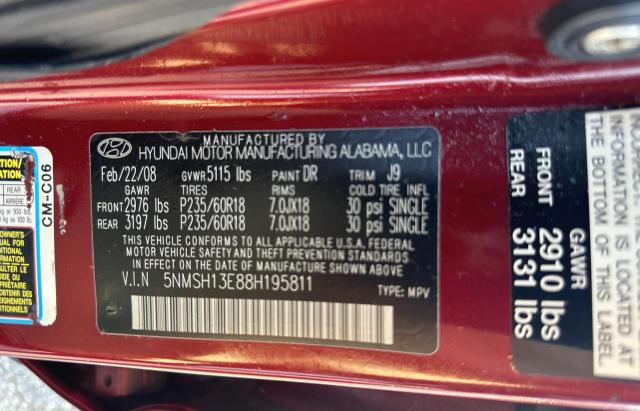 MANUFACTURED BY
HYUNDAI MOTOR MANUFACTURING ALABAMA, LLC
Feb/22/08 GVWR 5115 lbs PAINT DR TRIM J9
GAWR TIRES RIMS COLD TIRE INFL
FRONT 2976 lbs P235/60R18 7.0JX18 30 psi SINGLE
REAR 3197 lbs P235/60R18 7.0JX18 30 psi SINGLE
THIS VEHICLE CONFORMS TO ALL APPLICABLE U.S.A. FEDERAL
MOTOR VEHICLE SAFETY AND THEFT PREVENTION STANDARDS
IN EFFECT ON THE DATE OF MANUFACTURE SHOWN ABOVE.
V.I.N 5NMSH13E88H195811
TYPE: MPV
CM-C06
GAWR
FRONT 2910 lbs
REAR 3131 lbs
LOCATED AT
THE BOTTOM OF
THIS LABEL